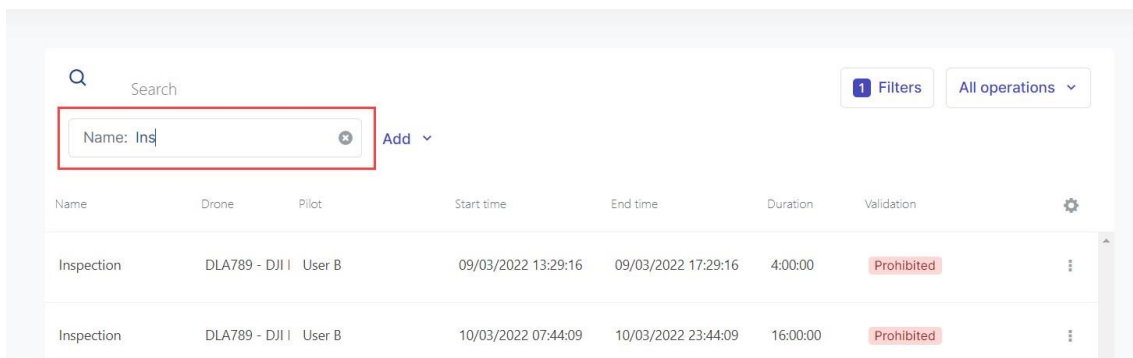 Search
1 Filters
All operations
Name: Ins
Add
Name Drone Pilot Start time End time Duration Validation
Inspection DLA789 - DJI User B 09/03/2022 13:29:16 09/03/2022 17:29:16 4:00:00 Prohibited
Inspection DLA789 - DJI User B 10/03/2022 07:44:09 10/03/2022 23:44:09 16:00:00 Prohibited